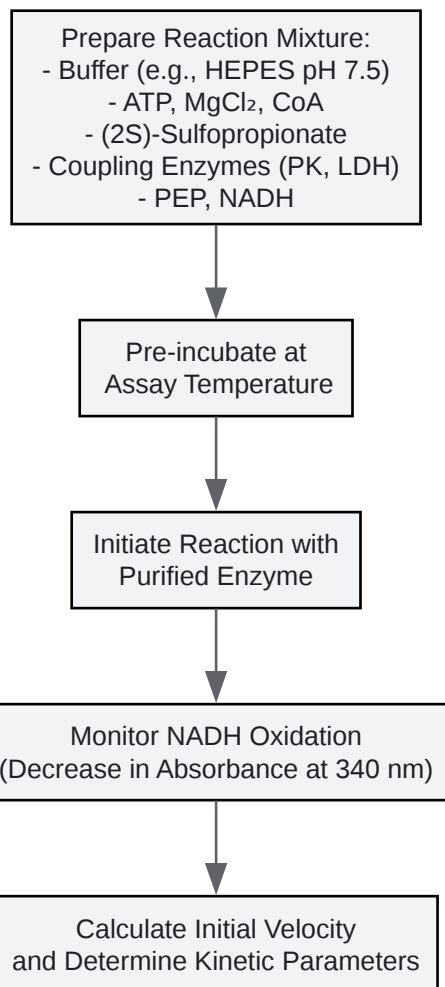 Prepare Reaction Mixture:
- Buffer (e.g., HEPES pH 7.5)
- ATP, MgCl₂, CoA
- (2S)-Sulfopropionate
- Coupling Enzymes (PK, LDH)
- PEP, NADH
Pre-incubate at
Assay Temperature
Initiate Reaction with
Purified Enzyme
Monitor NADH Oxidation
(Decrease in Absorbance at 340 nm)
Calculate Initial Velocity
and Determine Kinetic Parameters